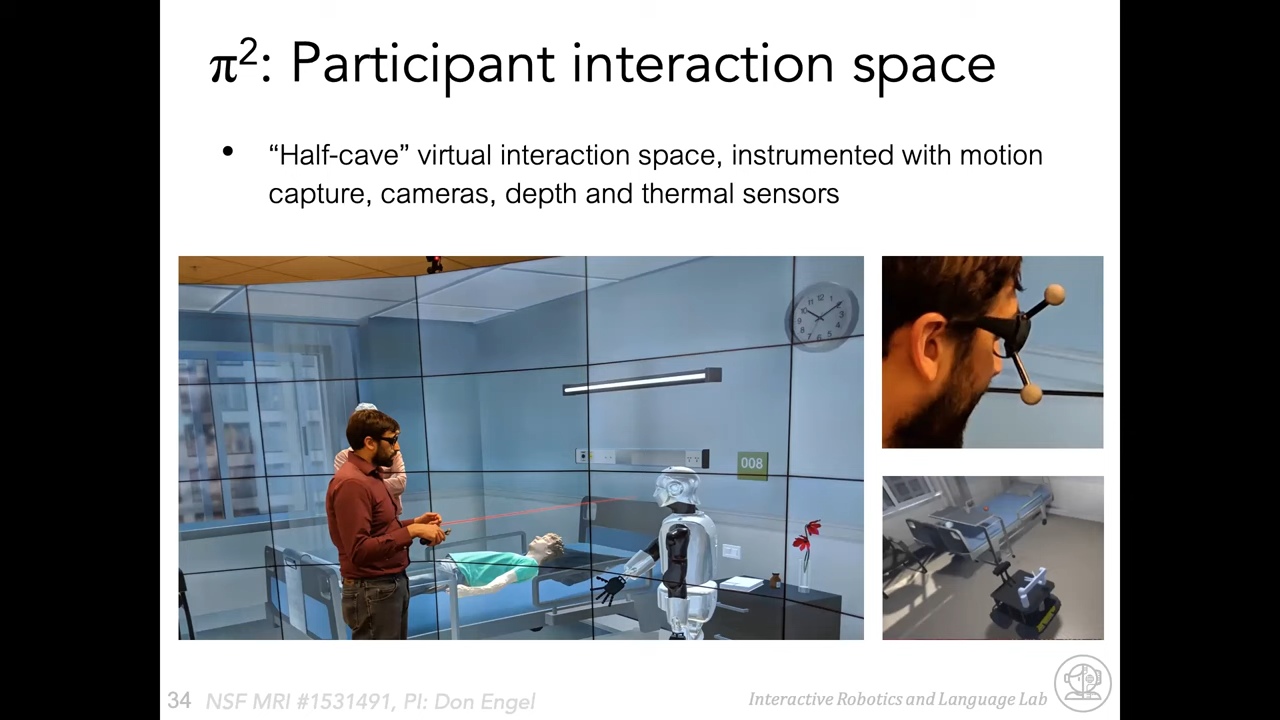 π²: Participant interaction space
• “Half-cave” virtual interaction space, instrumented with motion
capture, cameras, depth and thermal sensors
008
34 NSF MRI #1531491, PI: Don Engel
Interactive Robotics and Language Lab